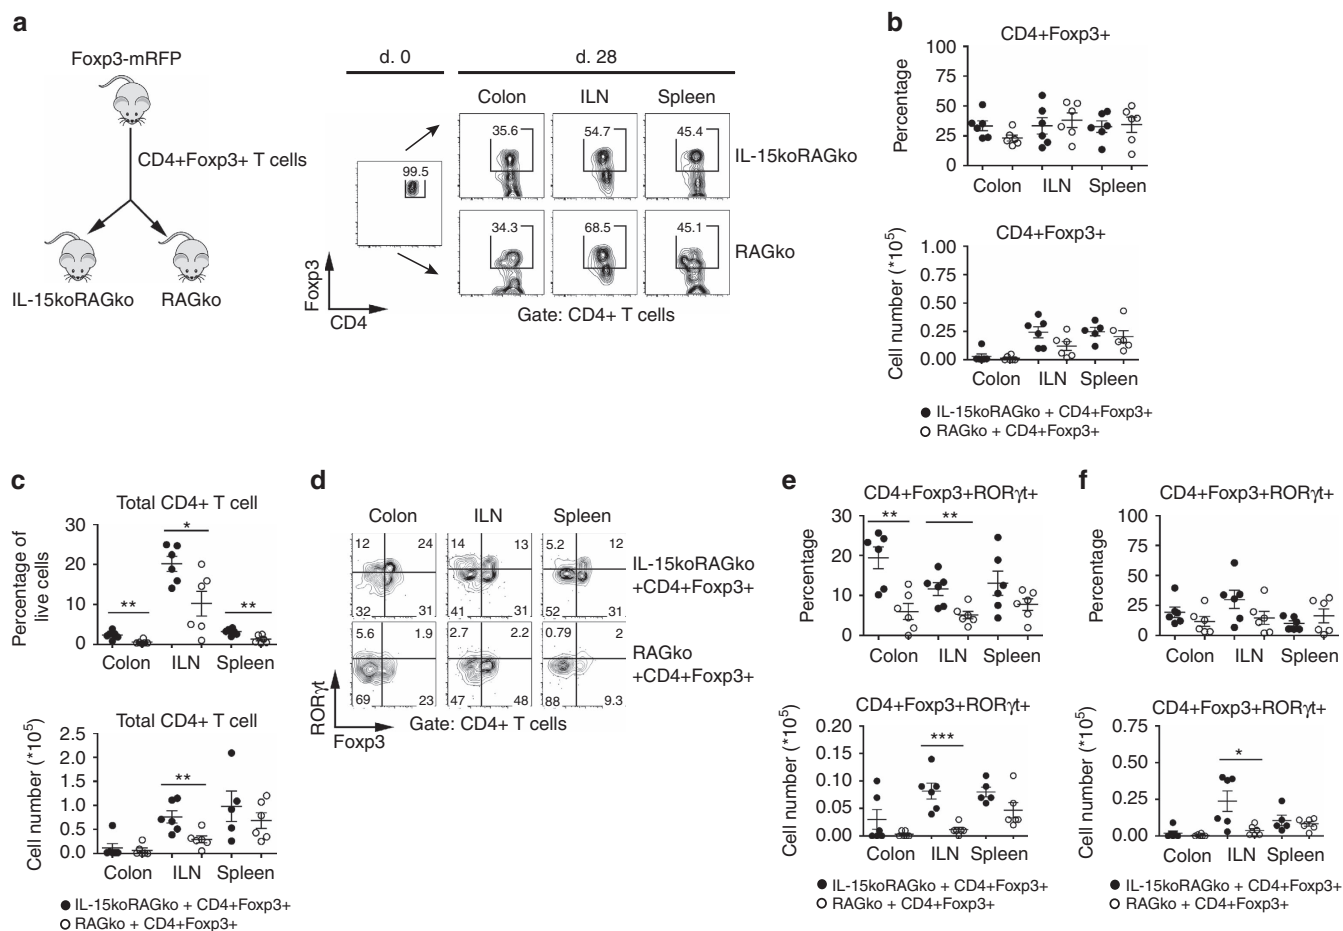 a
Foxp3-mRFP
CD4+Foxp3+ T cells
IL-15koRAGko
RAGko
d. 0
d. 28
Colon
ILN
Spleen
99.5
35.6
54.7
45.4
IL-15koRAGko
34.3
68.5
45.1
RAGko
Foxp3
CD4
Gate: CD4+ T cells
b
CD4+Foxp3+
Percentage
100
75
50
25
0
Colon
ILN
Spleen
CD4+Foxp3+
Cell number (*10⁵)
1.00
0.75
0.50
0.25
0.00
Colon
ILN
Spleen
IL-15koRAGko + CD4+Foxp3+
RAGko + CD4+Foxp3+
c
Total CD4+ T cell
Percentage of
live cells
30
20
10
0
**
*
**
Colon
ILN
Spleen
Total CD4+ T cell
Cell number (*10⁵)
2.5
2.0
1.5
1.0
0.5
0.0
**
Colon
ILN
Spleen
IL-15koRAGko + CD4+Foxp3+
RAGko + CD4+Foxp3+
d
Colon
ILN
Spleen
12
24
14
13
5.2
12
32
31
41
31
52
31
IL-15koRAGko
+CD4+Foxp3+
5.6
1.9
2.7
2.2
0.79
2
69
23
47
48
88
9.3
RAGko
+CD4+Foxp3+
RORγt
Foxp3
Gate: CD4+ T cells
e
CD4+Foxp3+RORγt+
Percentage
30
20
10
0
**
**
Colon
ILN
Spleen
CD4+Foxp3+RORγt+
Cell number (*10⁵)
0.20
0.15
0.10
0.05
0.00
***
Colon
ILN
Spleen
IL-15koRAGko + CD4+Foxp3+
RAGko + CD4+Foxp3+
f
CD4+Foxp3+RORγt+
Percentage
100
75
50
25
0
Colon
ILN
Spleen
CD4+Foxp3+RORγt+
Cell number (*10⁵)
0.75
0.50
0.25
0.00
*
Colon
ILN
Spleen
IL-15koRAGko + CD4+Foxp3+
RAGko + CD4+Foxp3+